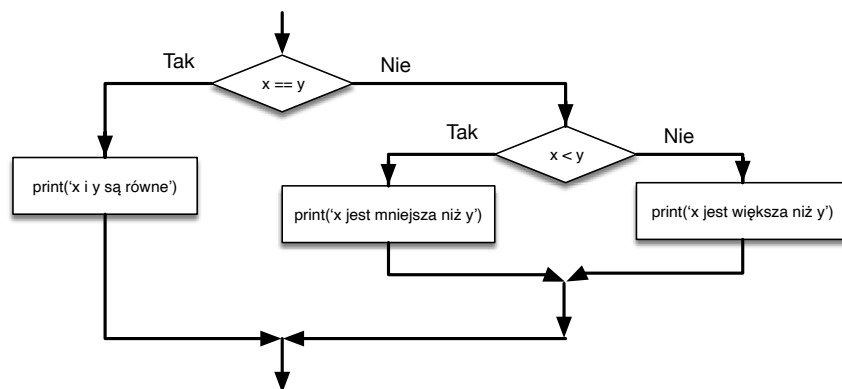 Tak
x == y
Nie
Tak
x < y
Nie
print(‘x i y są równe’)
print(‘x jest mniejsza niż y’)
print(‘x jest większa niż y’)